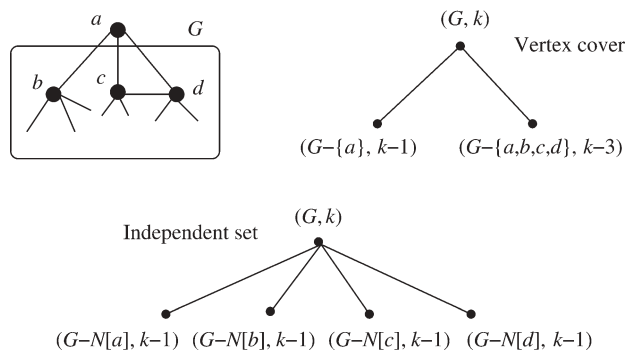 a
G
b
c
d
(G, k)
Vertex cover
(G−{a}, k−1)
(G−{a,b,c,d}, k−3)
(G, k)
Independent set
(G−N[a], k−1)
(G−N[b], k−1)
(G−N[c], k−1)
(G−N[d], k−1)